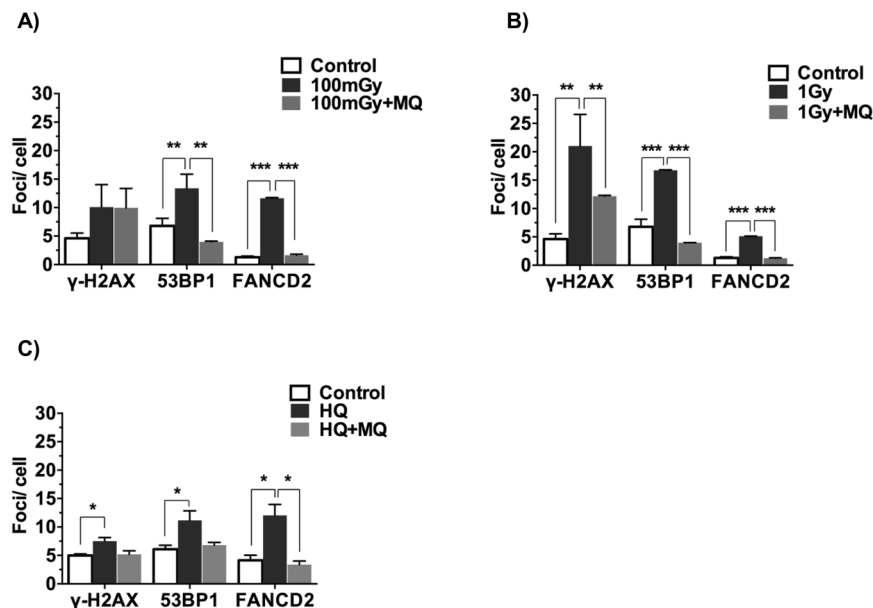 A)
Control
100mGy
100mGy+MQ
Foci/ cell
30
25
20
15
10
5
0
** **
*** ***
γ-H2AX 53BP1 FANCD2
B)
Control
1Gy
1Gy+MQ
Foci/ cell
30
25
20
15
10
5
0
** **
*** ***
*** ***
γ-H2AX 53BP1 FANCD2
C)
Control
HQ
HQ+MQ
Foci/ cell
30
25
20
15
10
5
0
*
*
* *
γ-H2AX 53BP1 FANCD2